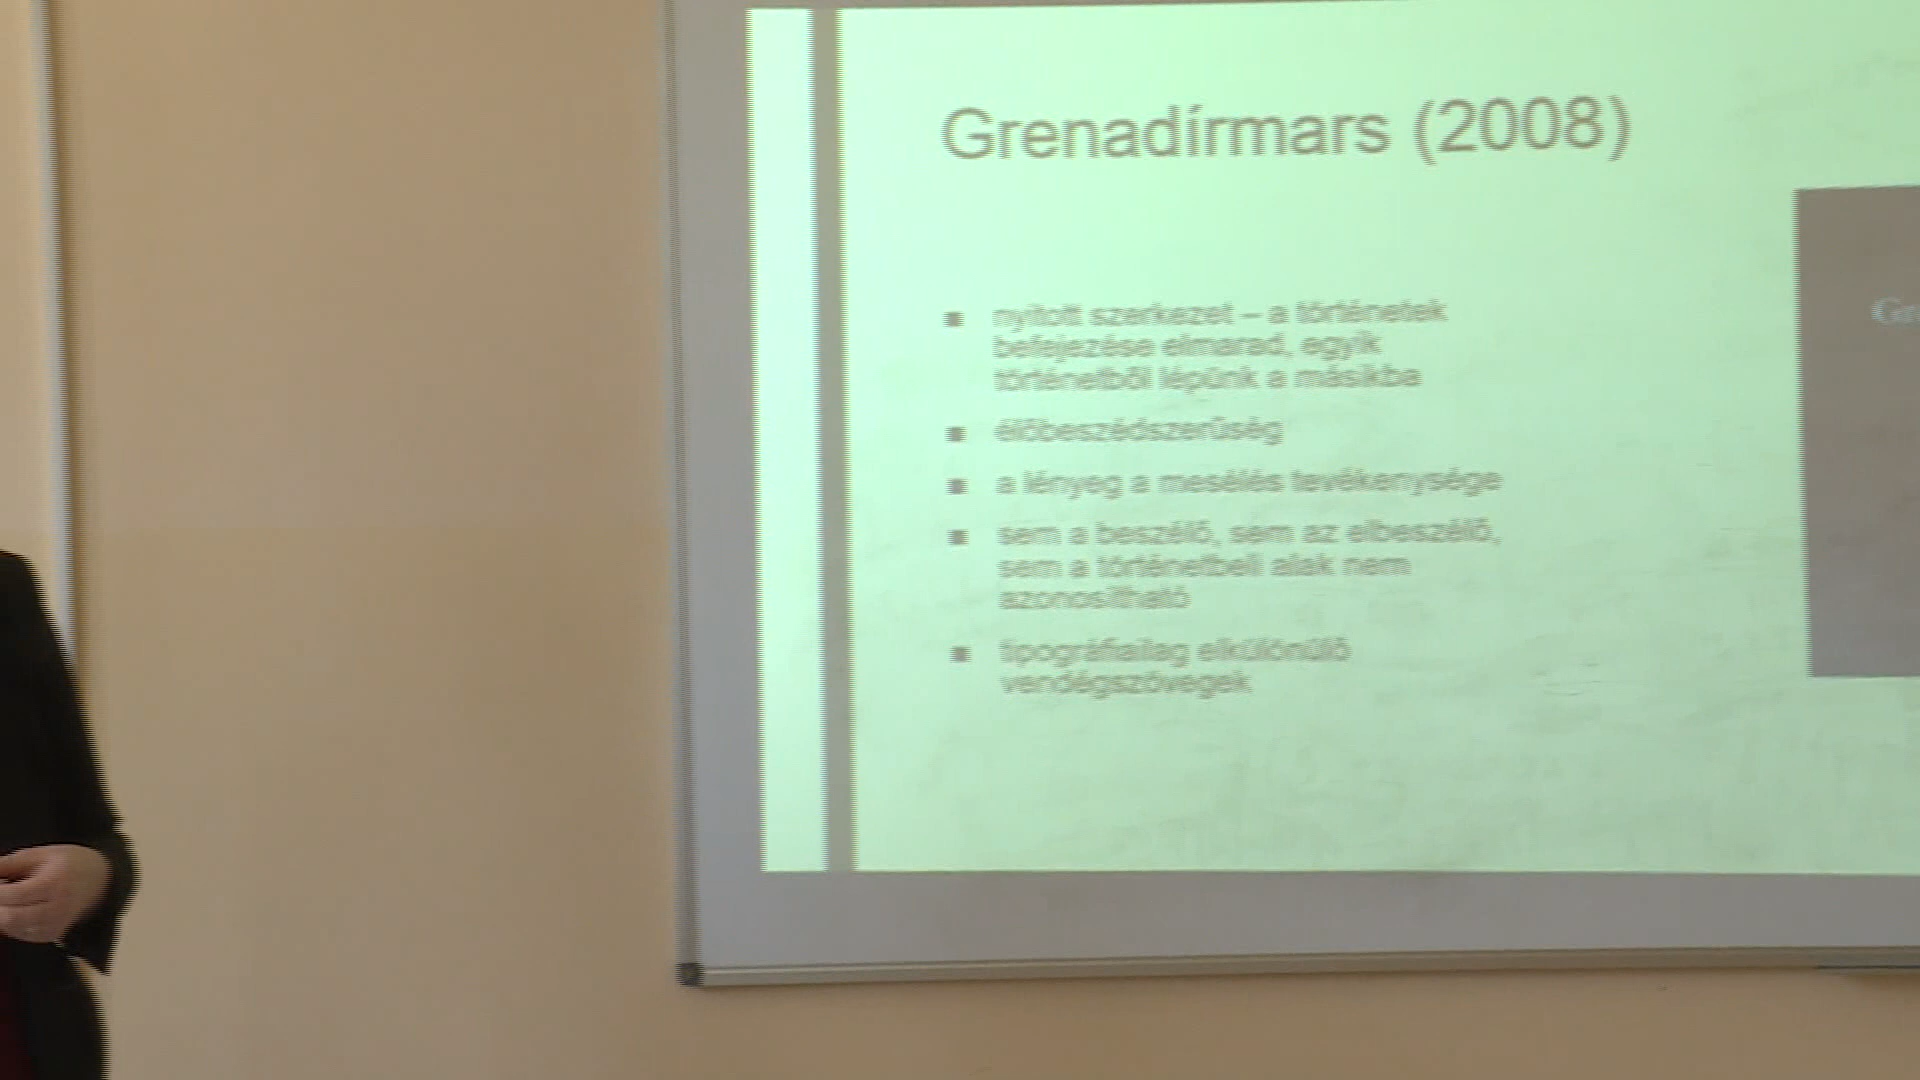 Grenadírmars (2008)
nyitott szerkezet – a történetek
befejezése elmarad, egyik
történetből lépünk a másikba
élőbeszédszerűség
a lényeg a mesélés tevékenysége
sem a beszélő, sem az elbeszélő,
sem a történetbeli alak nem
azonosítható
tipográfiailag elkülönülő
vendégszövegek
Gr